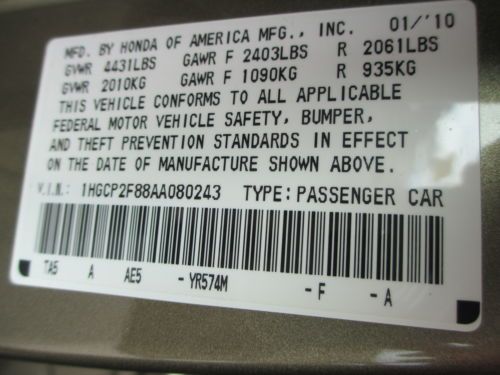 MFD. BY HONDA OF AMERICA MFG., INC. 01/'10
GVWR 4431LBS GAWR F 2403LBS R 2061LBS
GVWR 2010KG GAWR F 1090KG R 935KG
THIS VEHICLE CONFORMS TO ALL APPLICABLE
FEDERAL MOTOR VEHICLE SAFETY, BUMPER,
AND THEFT PREVENTION STANDARDS IN EFFECT
ON THE DATE OF MANUFACTURE SHOWN ABOVE.
V.I.N.: 1HGCP2F88AA080243 TYPE: PASSENGER CAR
TA5 A AE5 -YR574M -F -A